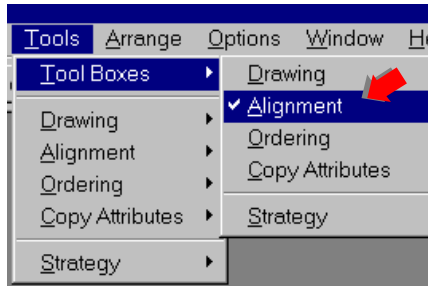 Tools Arrange Options Window
Tool Boxes
Drawing
Alignment
Ordering
Copy Attributes
Strategy
Drawing
Alignment
Ordering
Copy Attributes
Strategy